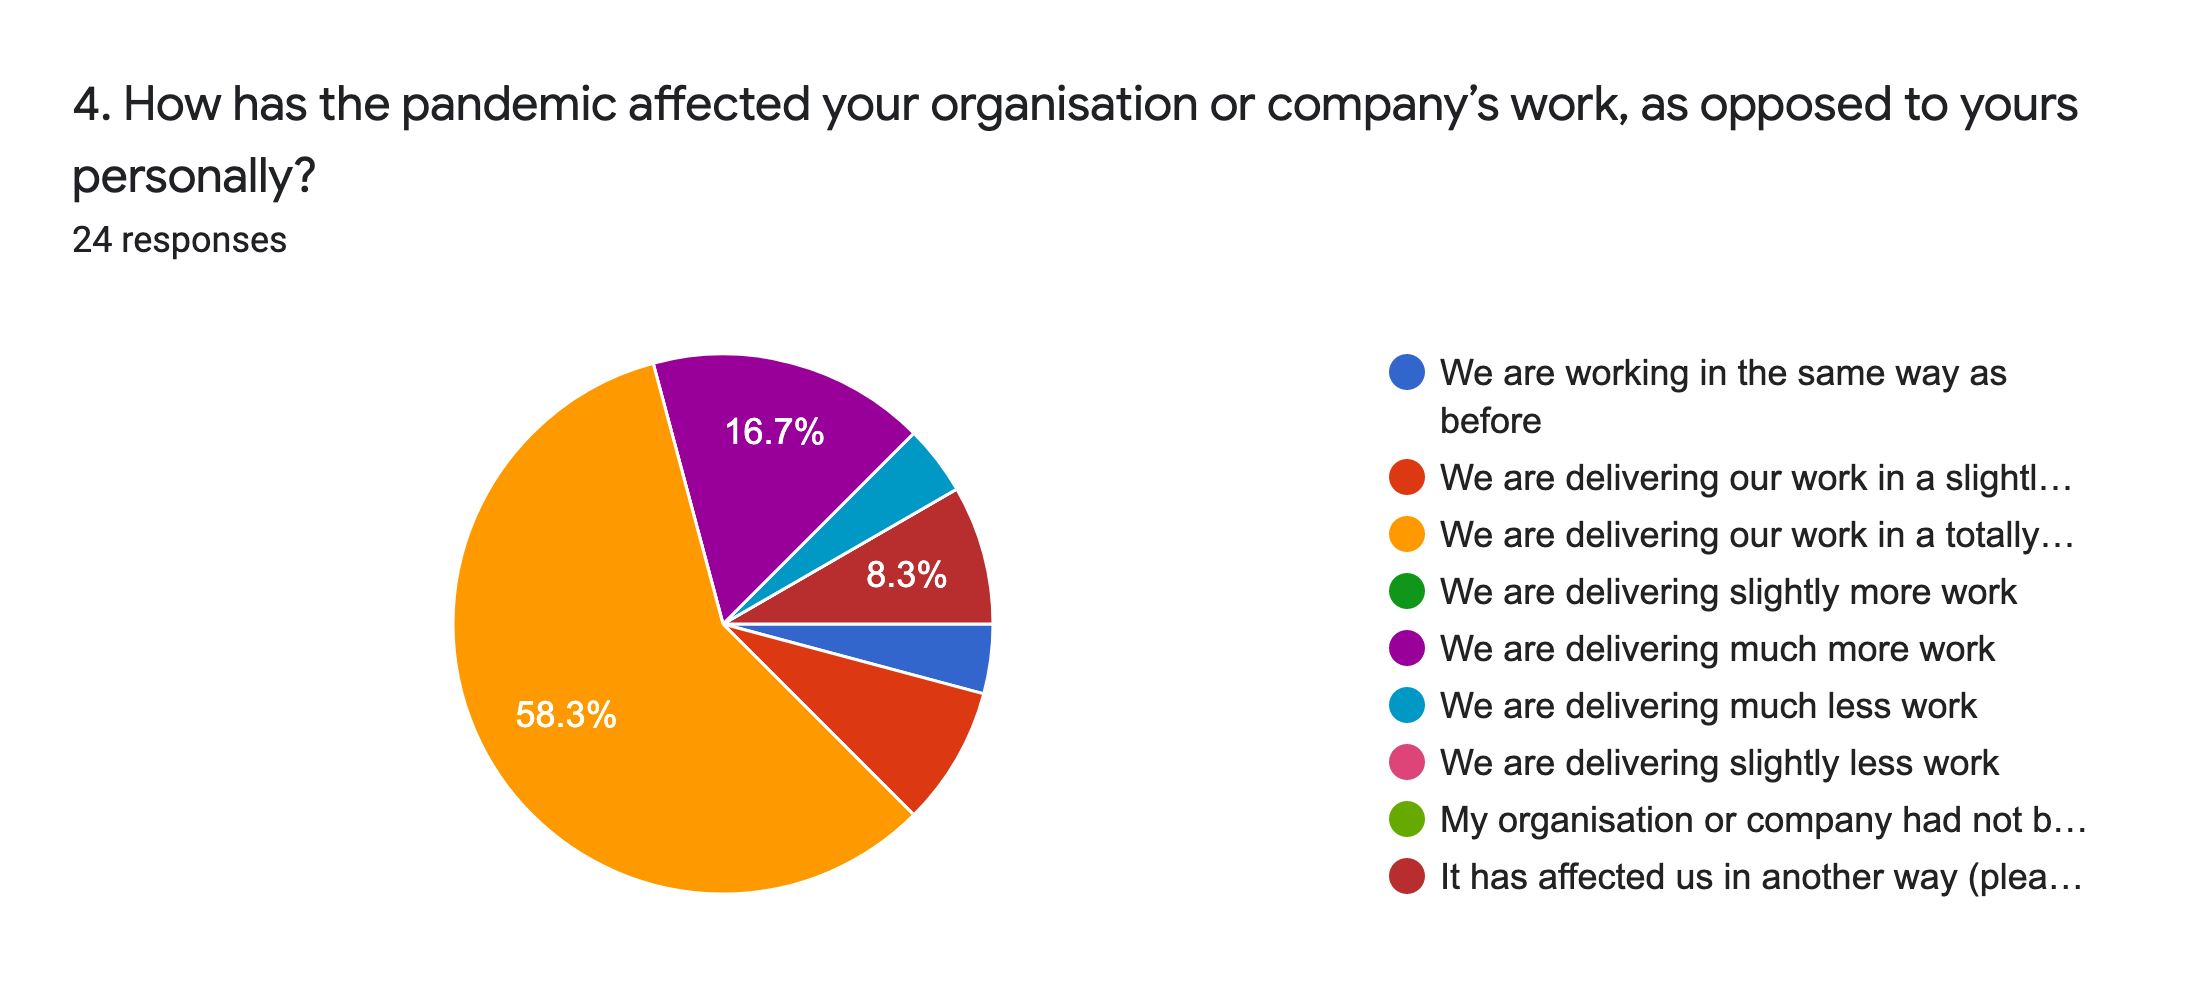 4. How has the pandemic affected your organisation or company’s work, as opposed to yours
personally?
24 responses
16.7%
8.3%
58.3%
We are working in the same way as
before
We are delivering our work in a slightl…
We are delivering our work in a totally…
We are delivering slightly more work
We are delivering much more work
We are delivering much less work
We are delivering slightly less work
My organisation or company had not b…
It has affected us in another way (plea…